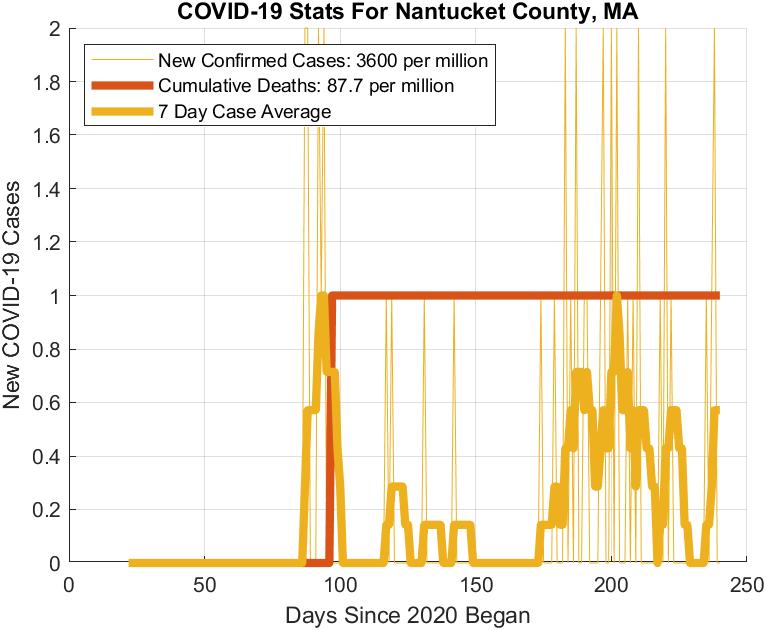 COVID-19 Stats For Nantucket County, MA
New Confirmed Cases: 3600 per million
Cumulative Deaths: 87.7 per million
7 Day Case Average
New COVID-19 Cases
2
1.8
1.6
1.4
1.2
1
0.8
0.6
0.4
0.2
0
0 50 100 150 200 250
Days Since 2020 Began